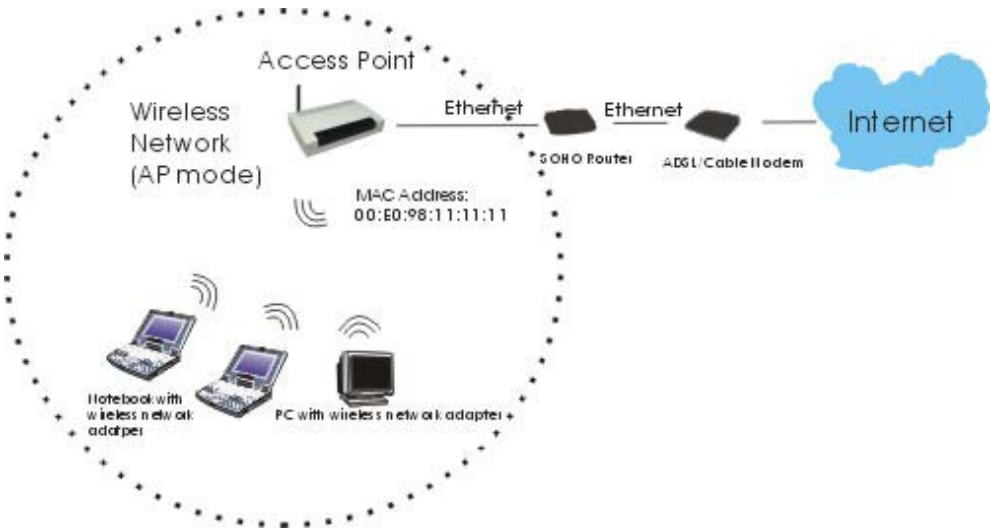 Access Point
Wireless
Network
(AP mode)
Ethernet
Ethernet
Internet
SOHO Router
ADSL/Cable Modem
MAC Address:
00:E0:98:11:11:11
Notebook with
wireless network
adatper
PC with wireless network adapter